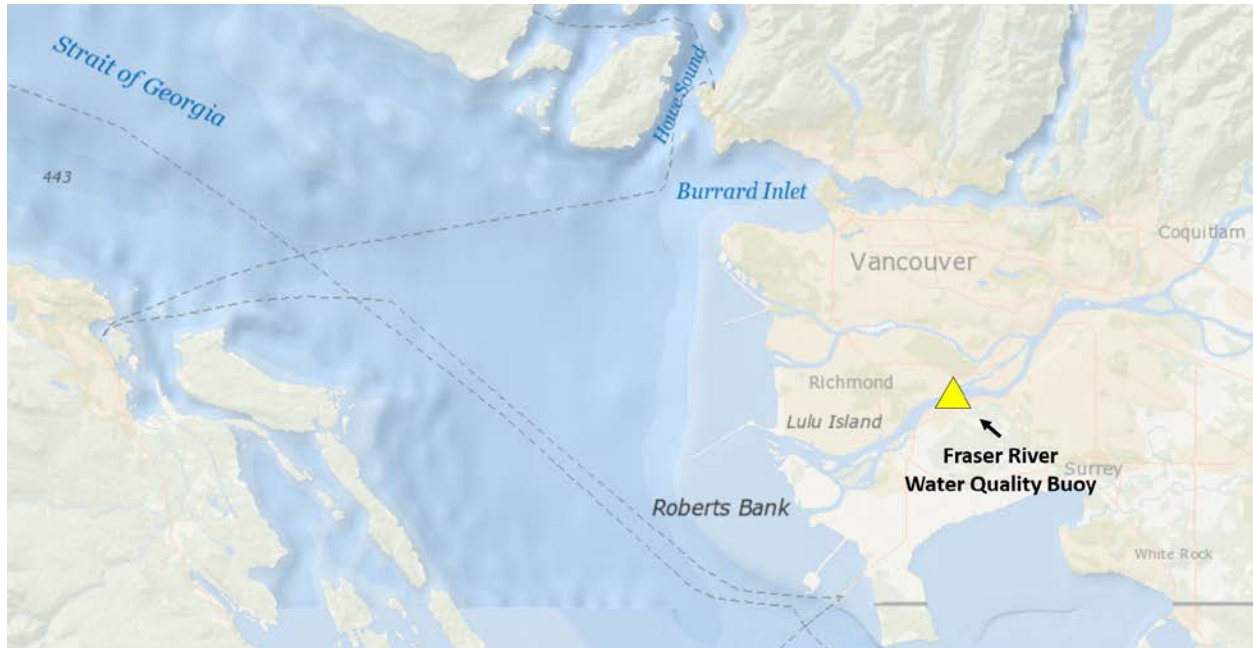 Strait of Georgia
443
Howe Sound
Burrard Inlet
Coquitlam
Vancouver
Richmond
Lulu Island
Fraser River
Water Quality Buoy
Surrey
Roberts Bank
White Rock